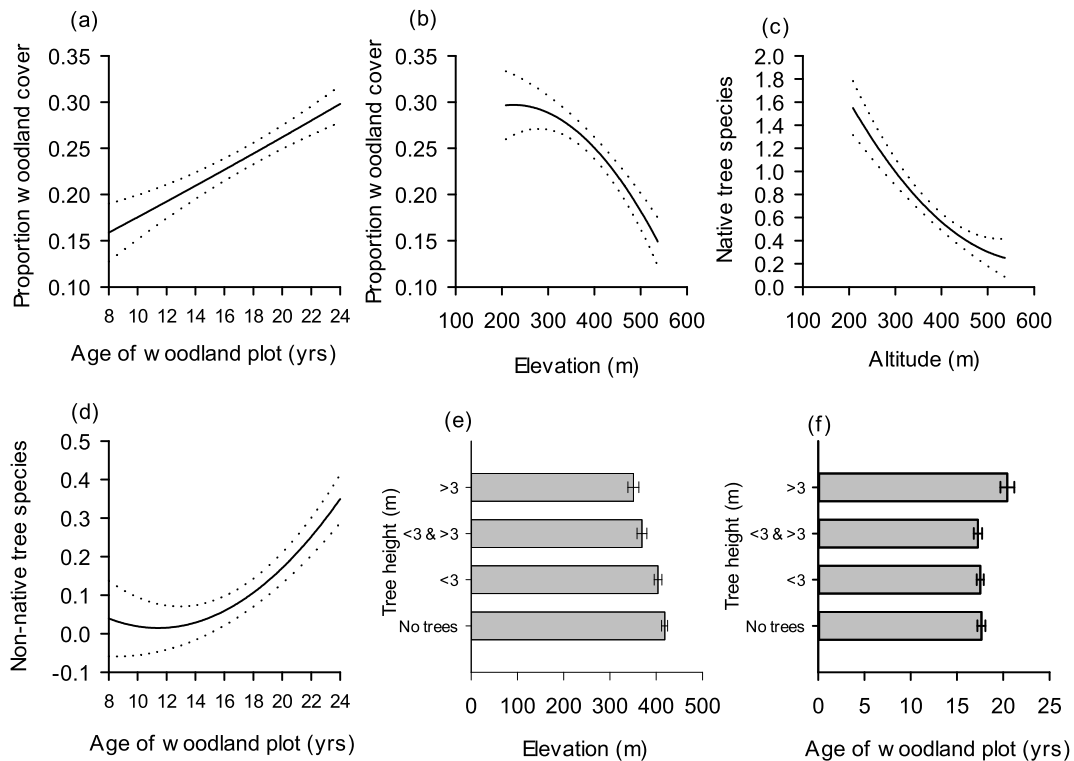 (a)
Proportion woodland cover
0.35
0.30
0.25
0.20
0.15
0.10
8 10 12 14 16 18 20 22 24
Age of woodland plot (yrs)
(b)
Proportion woodland cover
0.35
0.30
0.25
0.20
0.15
0.10
100 200 300 400 500 600
Elevation (m)
(c)
Native tree species
2.0
1.8
1.6
1.4
1.2
1.0
0.8
0.6
0.4
0.2
0.0
100 200 300 400 500 600
Altitude (m)
(d)
Non-native tree species
0.5
0.4
0.3
0.2
0.1
0.0
-0.1
8 10 12 14 16 18 20 22 24
Age of woodland plot (yrs)
(e)
Tree height (m)
>3
<3 & >3
<3
No trees
0 100 200 300 400 500
Elevation (m)
(f)
Tree height (m)
>3
<3 & >3
<3
No trees
0 5 10 15 20 25
Age of woodland plot (yrs)